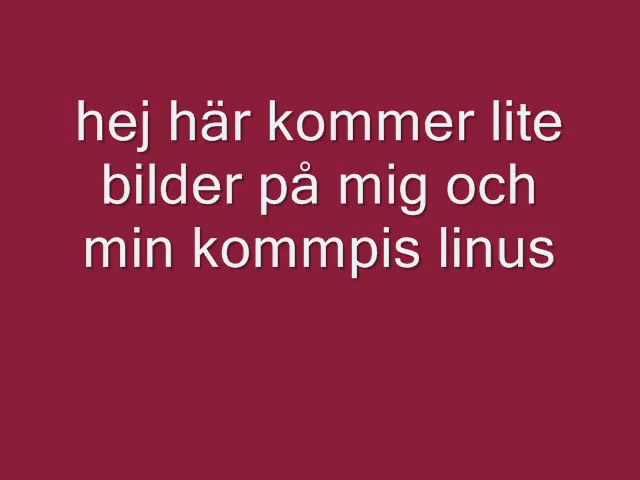 hej här kommer lite
bilder på mig och
min kommpis linus